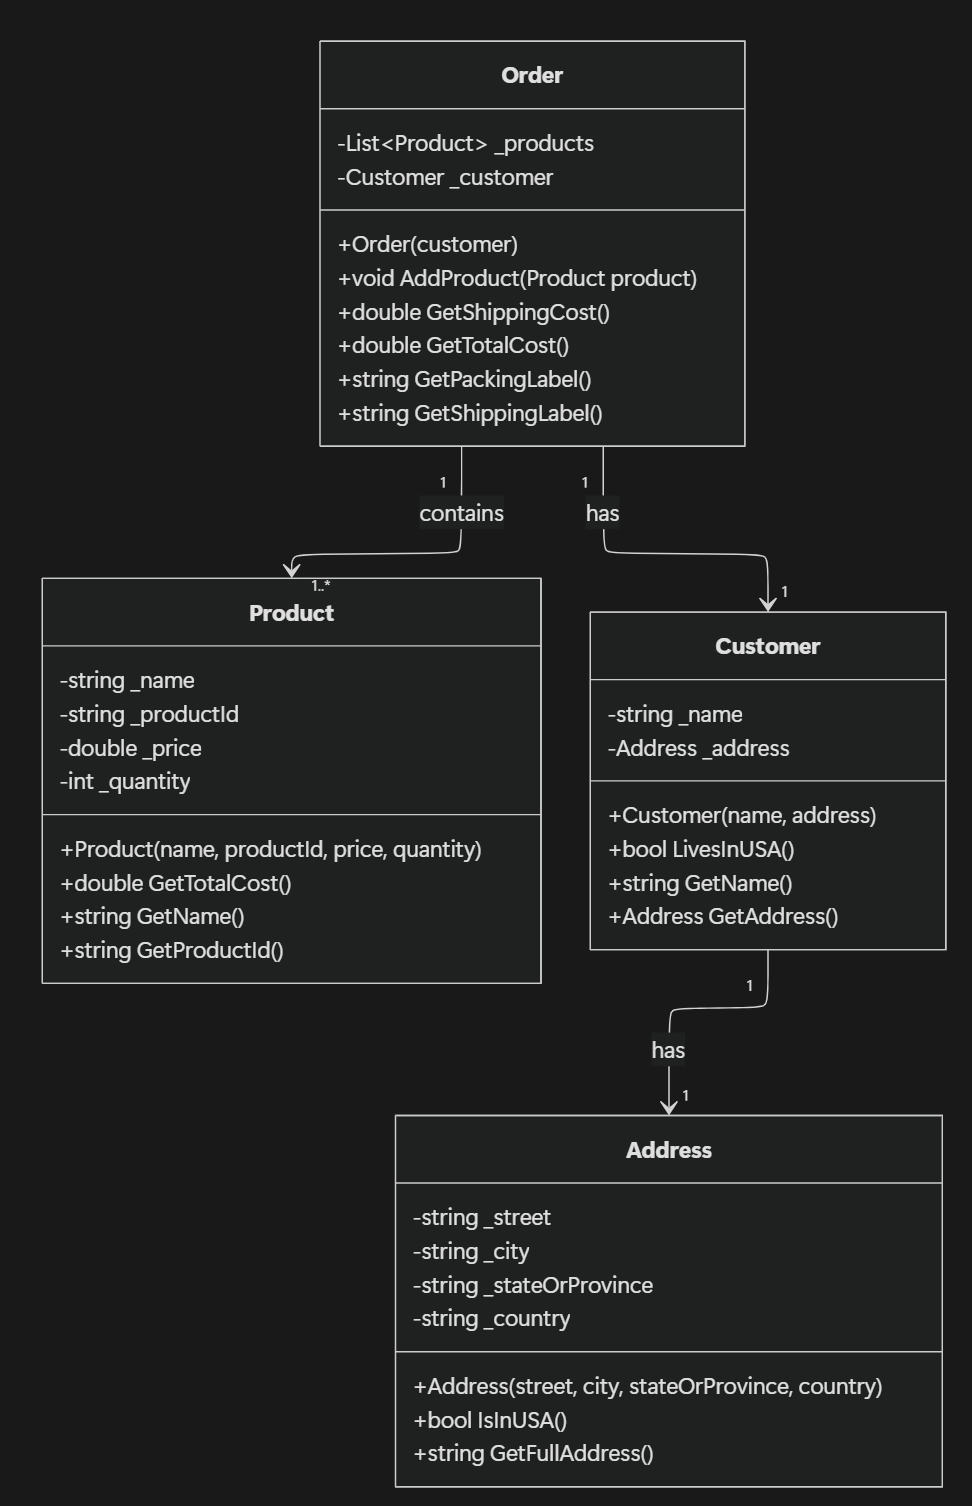 Order
-List<Product> _products
-Customer _customer
+Order(customer)
+void AddProduct(Product product)
+double GetShippingCost()
+double GetTotalCost()
+string GetPackingLabel()
+string GetShippingLabel()
1
contains
1..*
1
has
1
Product
-string _name
-string _productId
-double _price
-int _quantity
+Product(name, productId, price, quantity)
+double GetTotalCost()
+string GetName()
+string GetProductId()
Customer
-string _name
-Address _address
+Customer(name, address)
+bool LivesInUSA()
+string GetName()
+Address GetAddress()
1
has
1
Address
-string _street
-string _city
-string _stateOrProvince
-string _country
+Address(street, city, stateOrProvince, country)
+bool IsInUSA()
+string GetFullAddress()